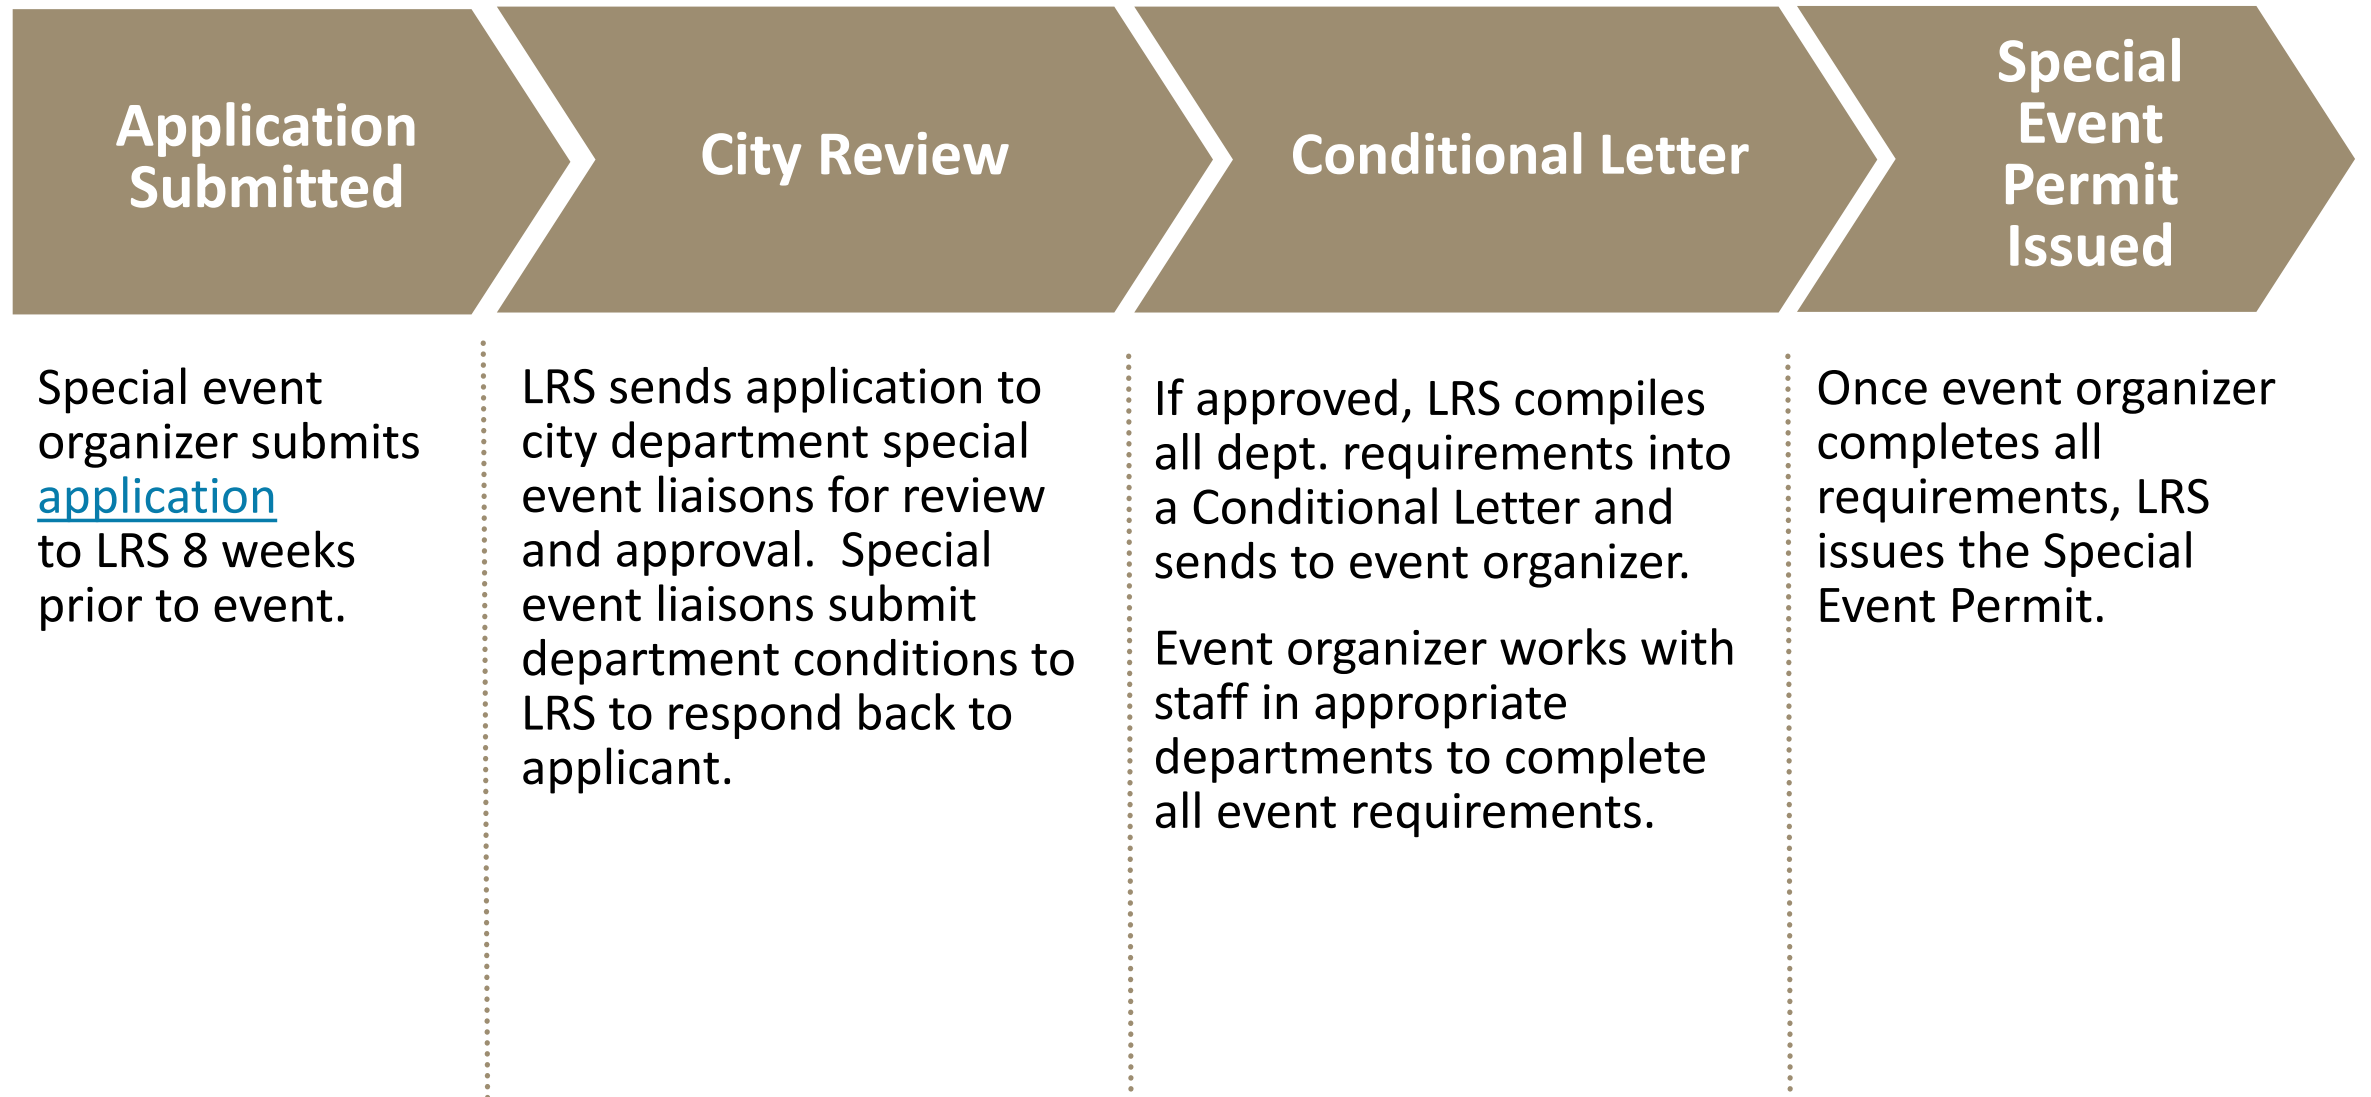 Application
Submitted
City Review
Conditional Letter
Special
Event
Permit
Issued
Special event
organizer submits
application
to LRS 8 weeks
prior to event.
LRS sends application to
city department special
event liaisons for review
and approval.  Special
event liaisons submit
department conditions to
LRS to respond back to
applicant.
If approved, LRS compiles
all dept. requirements into
a Conditional Letter and
sends to event organizer.
Event organizer works with
staff in appropriate
departments to complete
all event requirements.
Once event organizer
completes all
requirements, LRS
issues the Special
Event Permit.